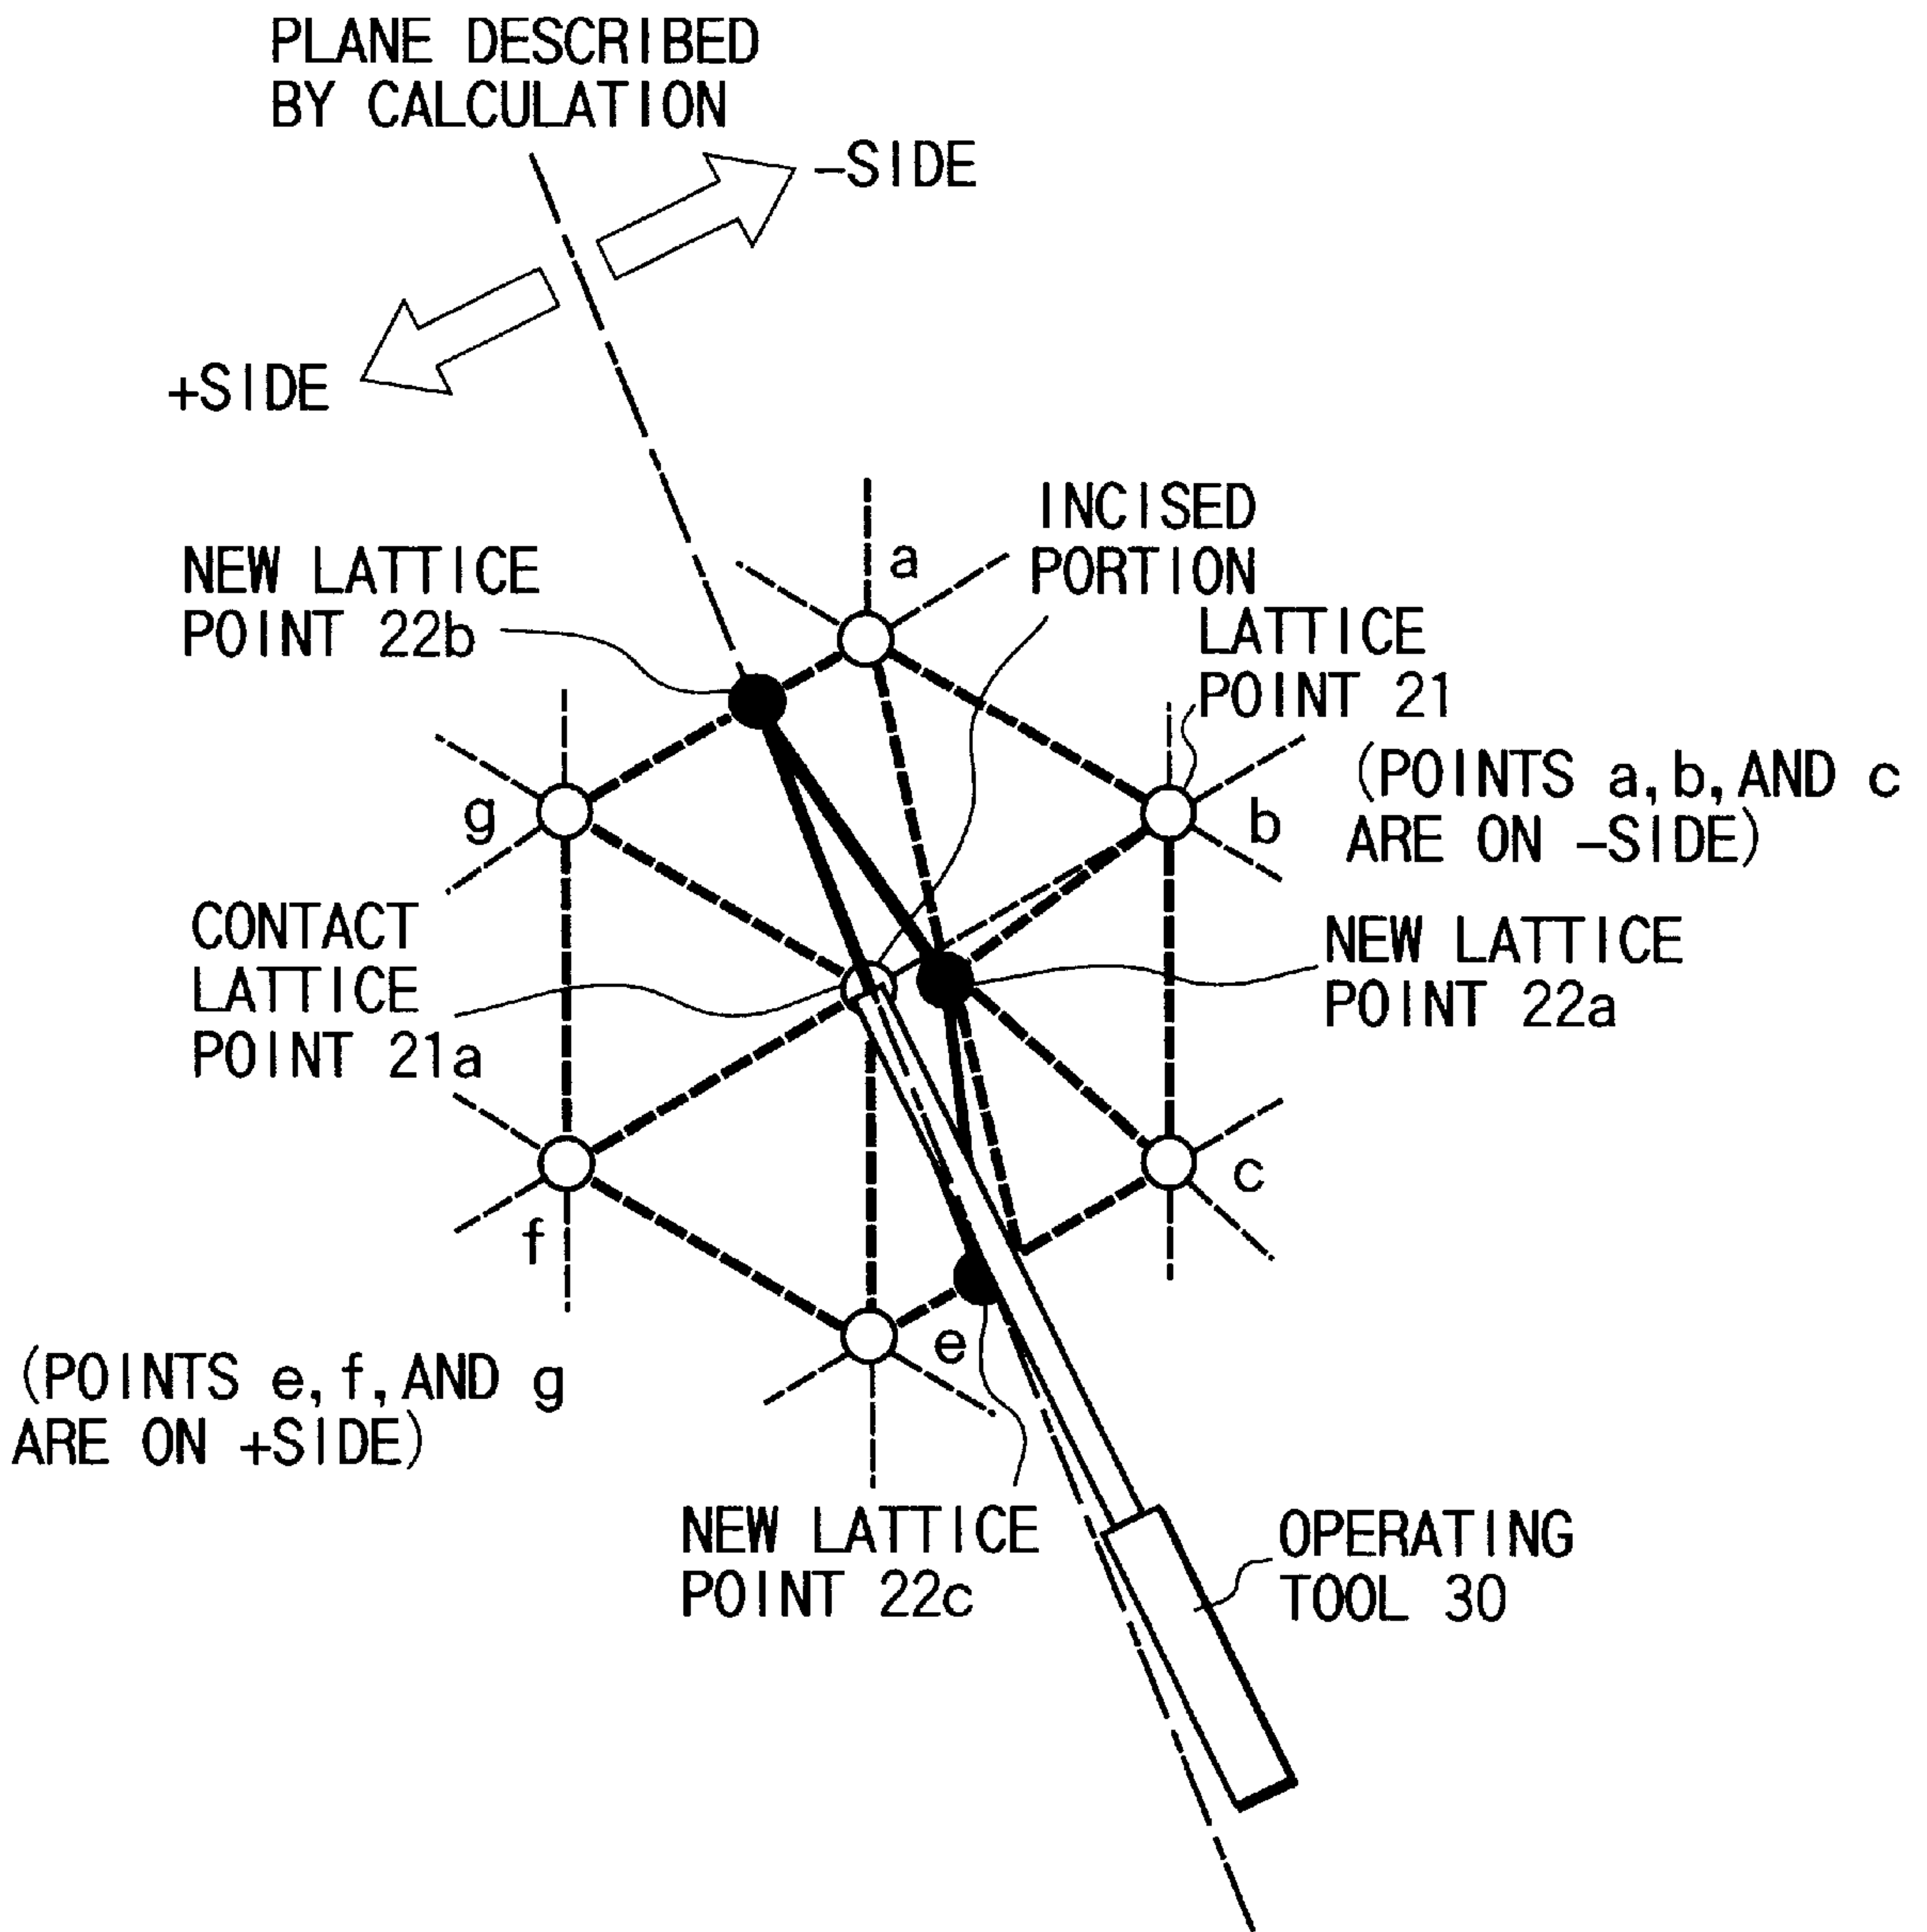 PLANE DESCRIBED
BY CALCULATION
-SIDE
+SIDE
INCISED
PORTION
a
NEW LATTICE
POINT 22b
LATTICE
POINT 21
(POINTS a, b, AND c
ARE ON -SIDE)
g
b
CONTACT
LATTICE
POINT 21a
NEW LATTICE
POINT 22a
c
f
e
(POINTS e, f, AND g
ARE ON +SIDE)
NEW LATTICE
POINT 22c
OPERATING
TOOL 30